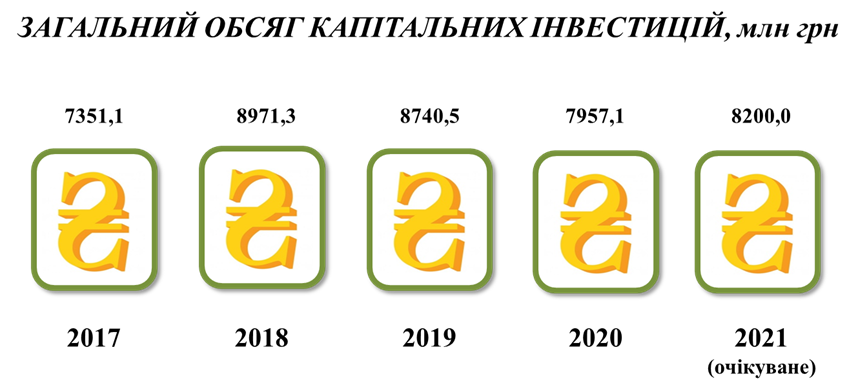 ЗАГАЛЬНИЙ ОБСЯГ КАПІТАЛЬНИХ ІНВЕСТИЦІЙ, млн грн
7351,1 8971,3 8740,5 7957,1 8200,0
₴ ₴ ₴ ₴ ₴
2017 2018 2019 2020 2021
(очікуване)